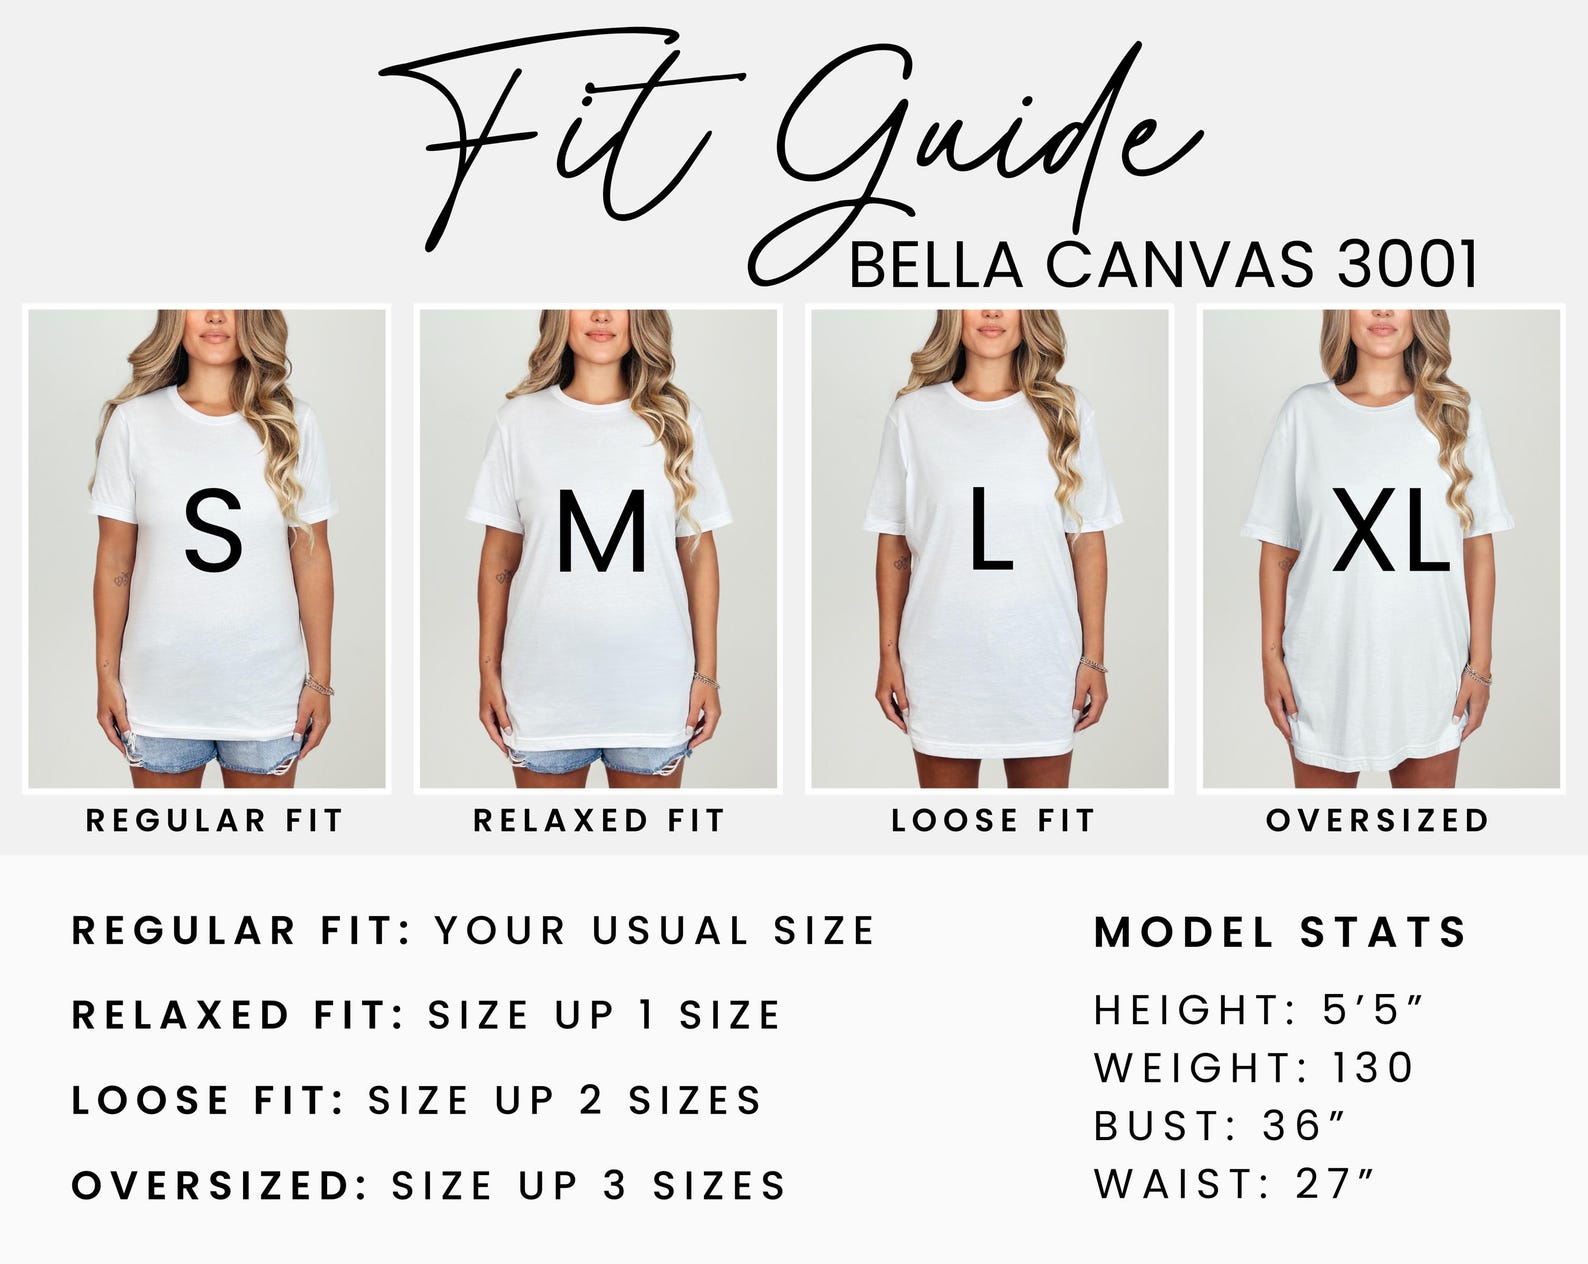 Fit Guide
BELLA CANVAS 3001
S
M
L
XL
REGULAR FIT
RELAXED FIT
LOOSE FIT
OVERSIZED
REGULAR FIT: YOUR USUAL SIZE
RELAXED FIT: SIZE UP 1 SIZE
LOOSE FIT: SIZE UP 2 SIZES
OVERSIZED: SIZE UP 3 SIZES
MODEL STATS
HEIGHT: 5’5”
WEIGHT: 130
BUST: 36”
WAIST: 27”